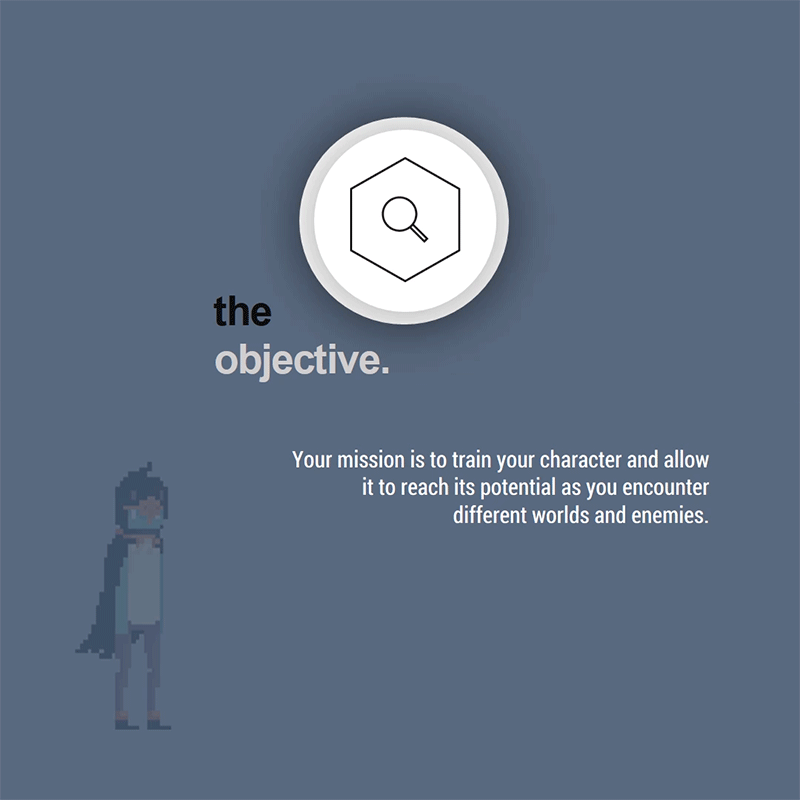 the
objective.
Your mission is to train your character and allow
it to reach its potential as you encounter
different worlds and enemies.